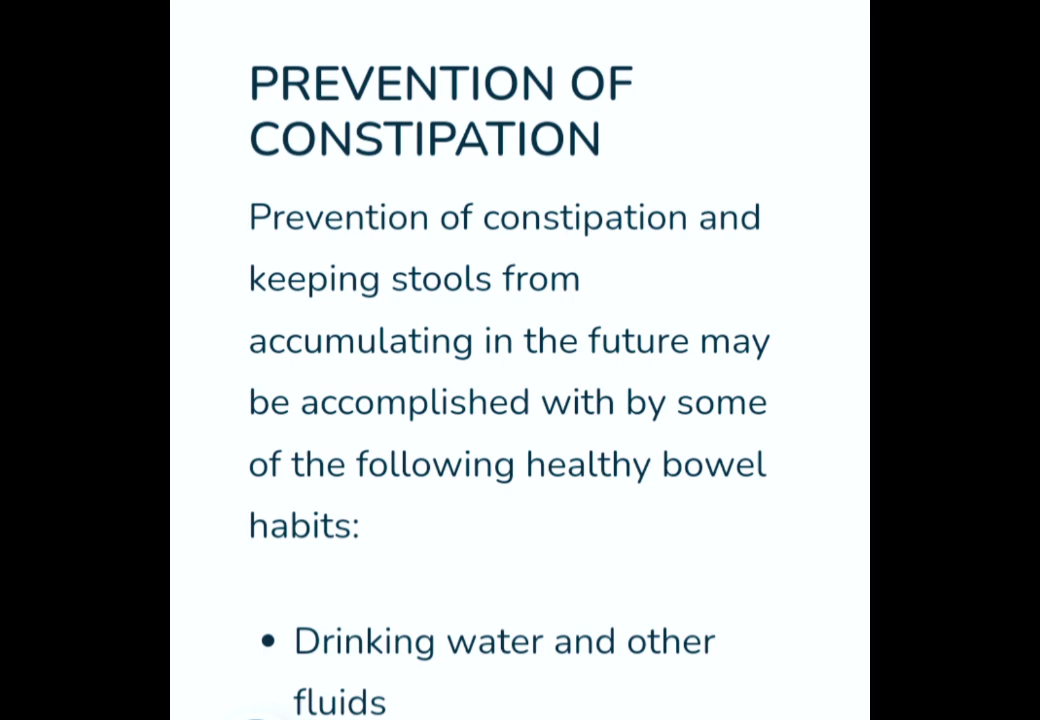 PREVENTION OF
CONSTIPATION
Prevention of constipation and
keeping stools from
accumulating in the future may
be accomplished with by some
of the following healthy bowel
habits:
• Drinking water and other
fluids